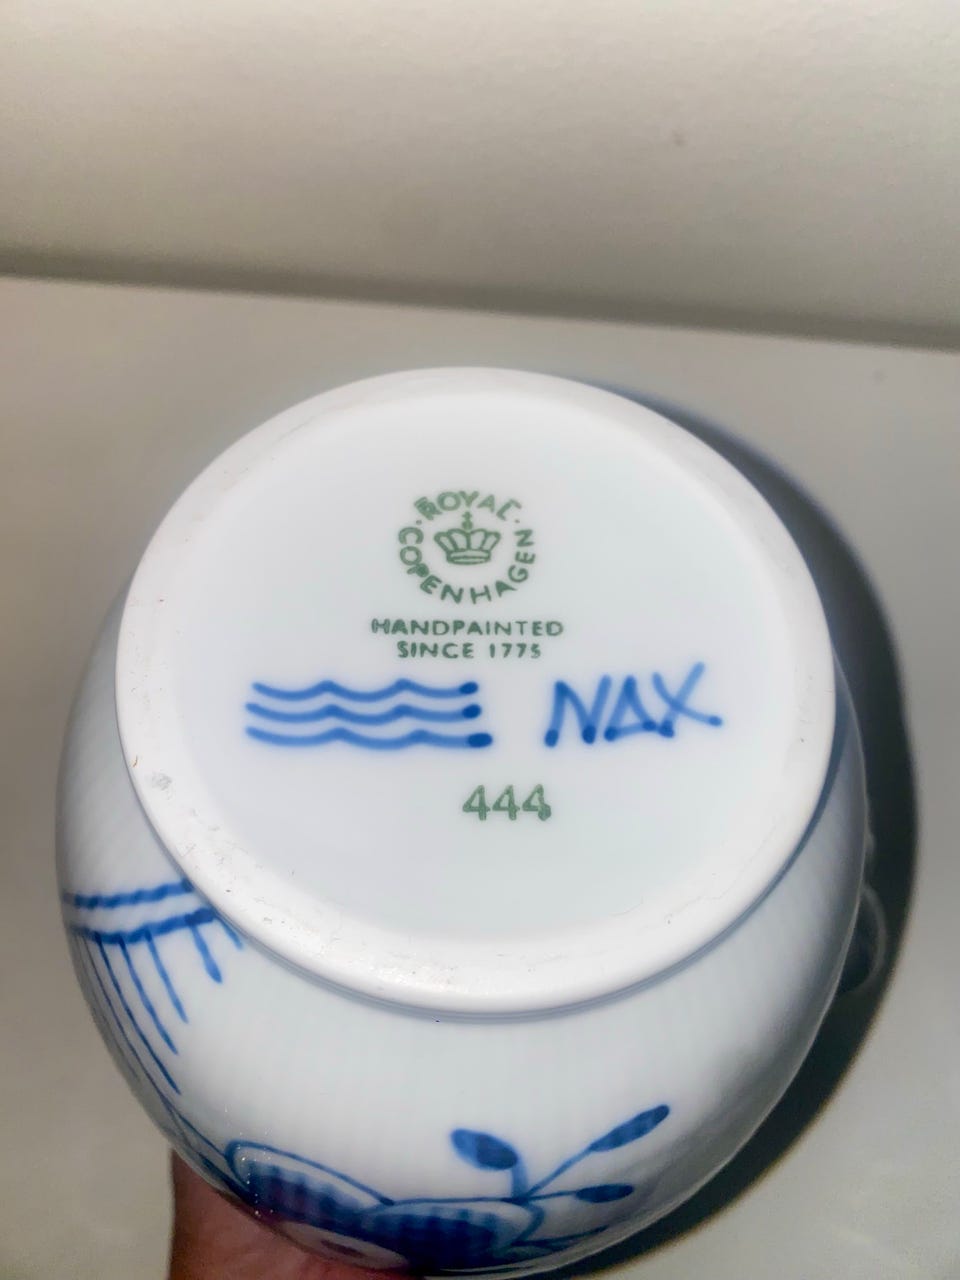 ROYAL
COPENHAGEN
HANDPAINTED
SINCE 1775
NAX
444